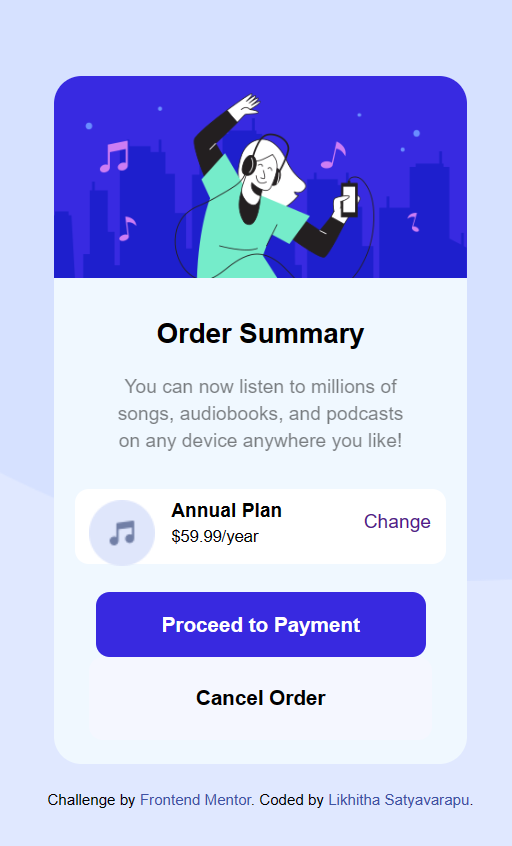 Order Summary
You can now listen to millions of
songs, audiobooks, and podcasts
on any device anywhere you like!
Annual Plan
$59.99/year
Change
Proceed to Payment
Cancel Order
Challenge by Frontend Mentor. Coded by Likhitha Satyavarapu.